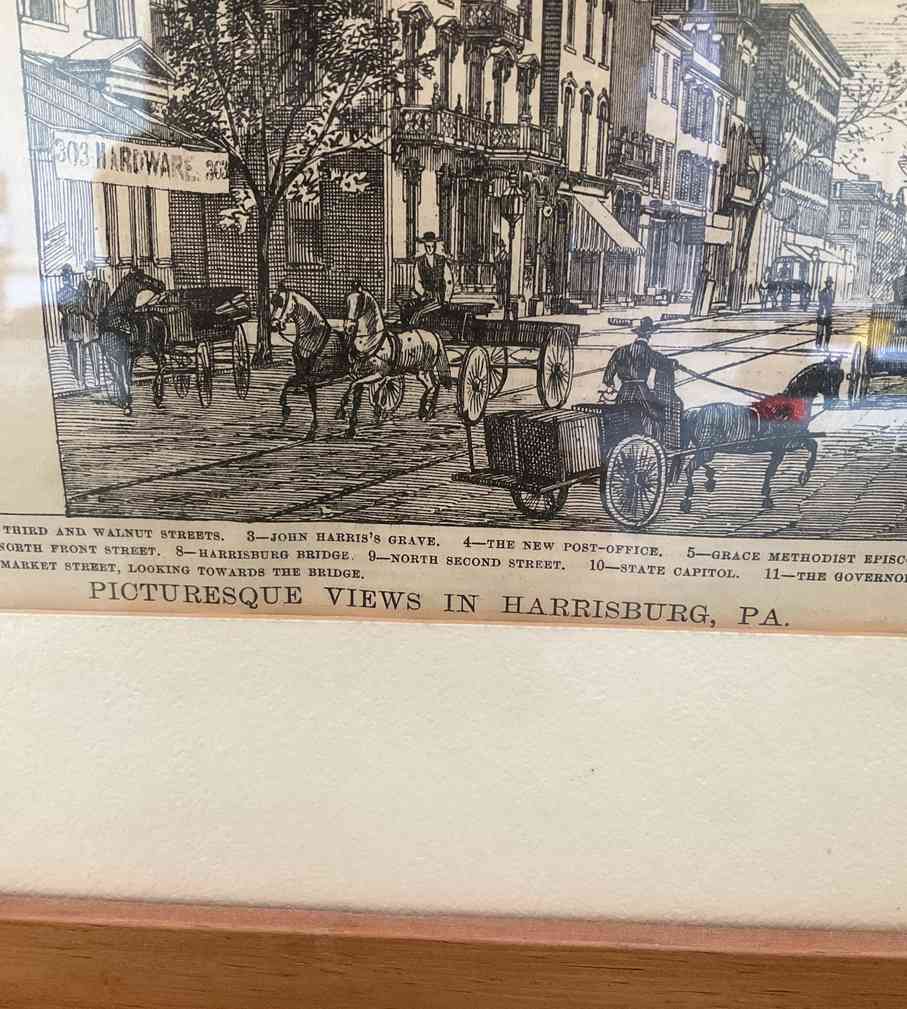 303 HARDWARE. 303
THIRD AND WALNUT STREETS. 3—JOHN HARRIS'S GRAVE. 4—THE NEW POST-OFFICE. 5—GRACE METHODIST EPISC
NORTH FRONT STREET. 8—HARRISBURG BRIDGE. 9—NORTH SECOND STREET. 10—STATE CAPITOL. 11—THE GOVERNO
MARKET STREET, LOOKING TOWARDS THE BRIDGE.
PICTURESQUE VIEWS IN HARRISBURG, PA.